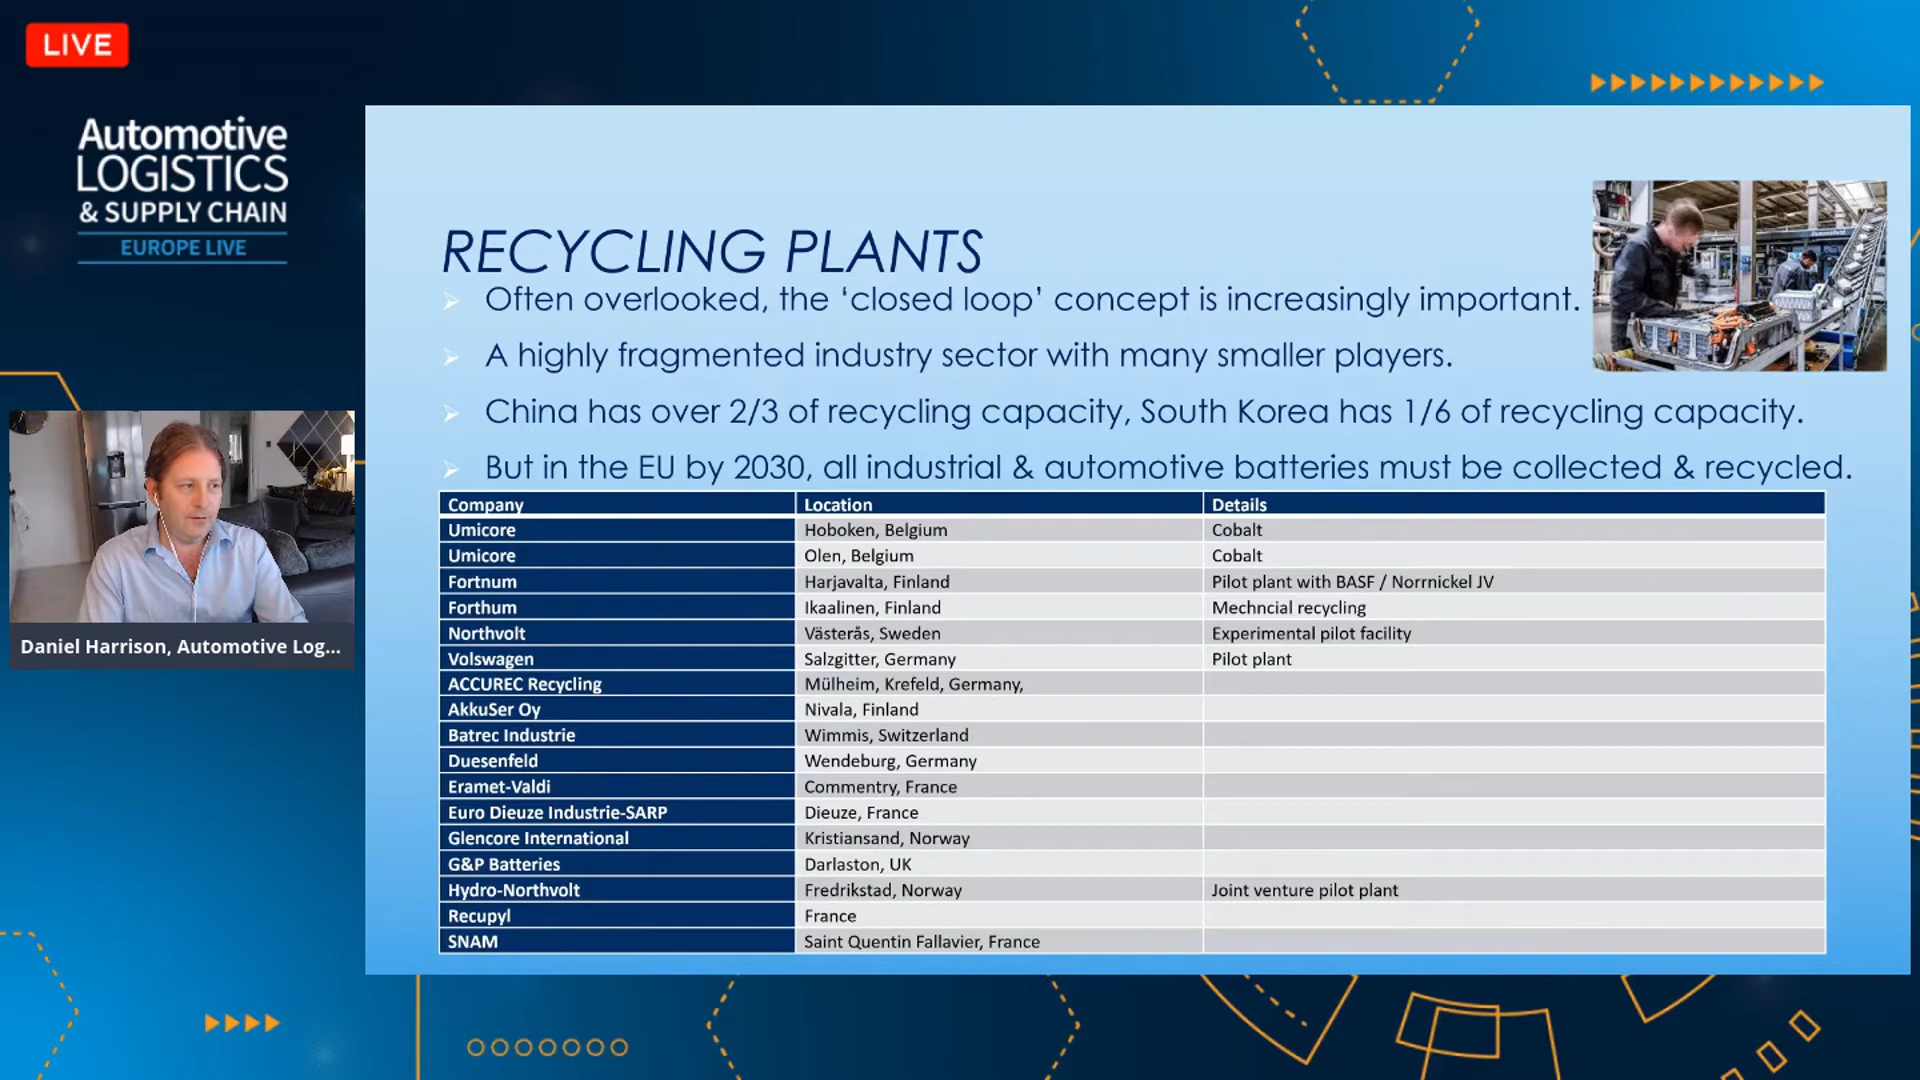 LIVE
Automotive
LOGISTICS
& SUPPLY CHAIN
EUROPE LIVE
RECYCLING PLANTS
Often overlooked, the ‘closed loop’ concept is increasingly important.
A highly fragmented industry sector with many smaller players.
China has over 2/3 of recycling capacity, South Korea has 1/6 of recycling capacity.
But in the EU by 2030, all industrial & automotive batteries must be collected & recycled.
Company Location Details
Umicore Hoboken, Belgium Cobalt
Umicore Olen, Belgium Cobalt
Fortnum Harjavalta, Finland Pilot plant with BASF / Norrnickel JV
Forthum Ikaalinen, Finland Mechncial recycling
Northvolt Västerås, Sweden Experimental pilot facility
Volswagen Salzgitter, Germany Pilot plant
ACCUREC Recycling Mülheim, Krefeld, Germany,
AkkuSer Oy Nivala, Finland
Batrec Industrie Wimmis, Switzerland
Duesenfeld Wendeburg, Germany
Eramet-Valdi Commentry, France
Euro Dieuze Industrie-SARP Dieuze, France
Glencore International Kristiansand, Norway
G&P Batteries Darlaston, UK
Hydro-Northvolt Fredrikstad, Norway Joint venture pilot plant
Recupyl France
SNAM Saint Quentin Fallavier, France
Daniel Harrison, Automotive Log...